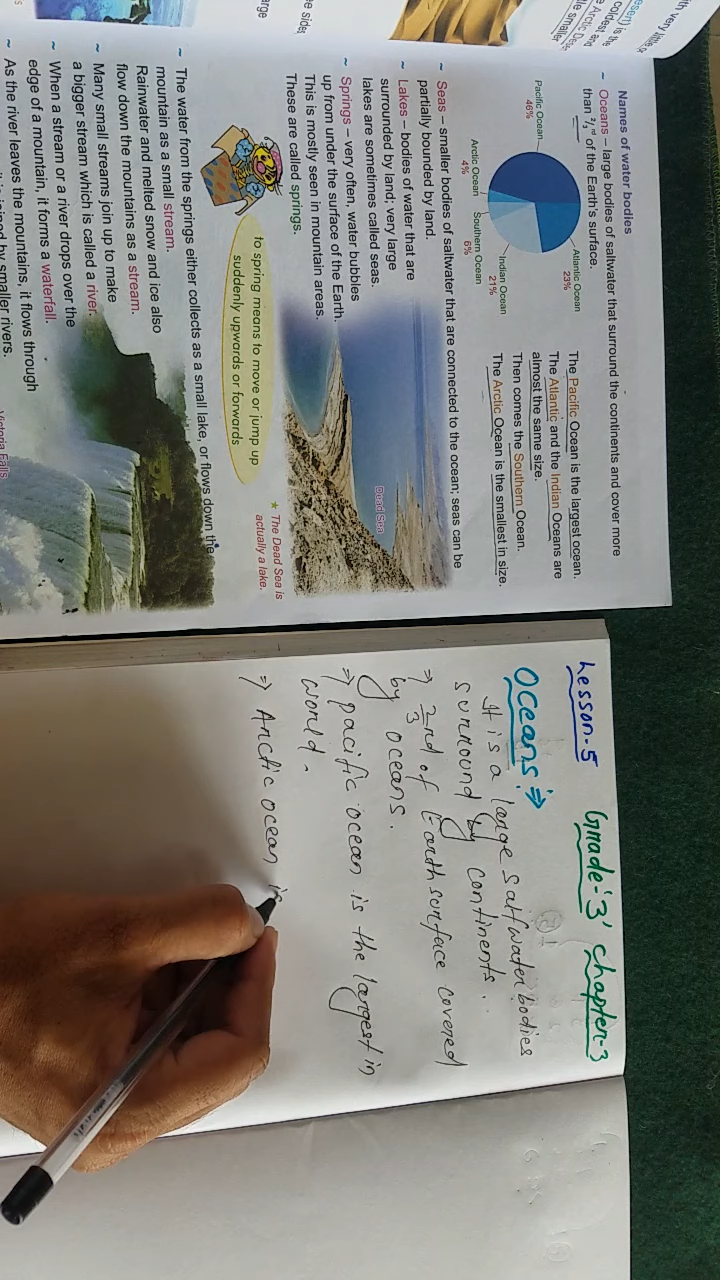 Names of water bodies
~ Oceans – large bodies of saltwater that surround the continents and cover more
than 2/3rd of the Earth's surface.
Pacific Ocean
46%
Atlantic Ocean
23%
Indian Ocean
21%
Southern Ocean
6%
Arctic Ocean
4%
The Pacific Ocean is the largest ocean.
The Atlantic and the Indian Oceans are
almost the same size.
Then comes the Southern Ocean.
The Arctic Ocean is the smallest in size.
~ Seas – smaller bodies of saltwater that are connected to the ocean; seas can be
partially bound by land.
~ Lakes – bodies of water that are
surrounded by land; very large
lakes are sometimes called seas.
~ Springs – very often, water bubbles
up from under the surface of the Earth.
This is mostly seen in mountain areas.
These are called springs.
Dead Sea
★ The Dead Sea is
actually a lake.
to spring means to move or jump up
suddenly upwards or forwards
~ The water from the springs either collects as a small lake, or flows down the
mountain as a small stream.
Rainwater and melted snow and ice also
flow down the mountains as a stream.
~ Many small streams join up to make
a bigger stream which is called a river.
~ When a stream or a river drops over the
edge of a mountain, it forms a waterfall.
~ As the river leaves the mountains, it flows through
joined by smaller rivers.
Victoria Falls
Grade-'3' chapter-3
Lesson-5
Oceans:⇒
It is a large saltwater bodies
surround by continents.
⇒ 2/3nd of Earth surface covered
by oceans.
⇒ pacific ocean is the largest in
world.
⇒ Arctic ocean is